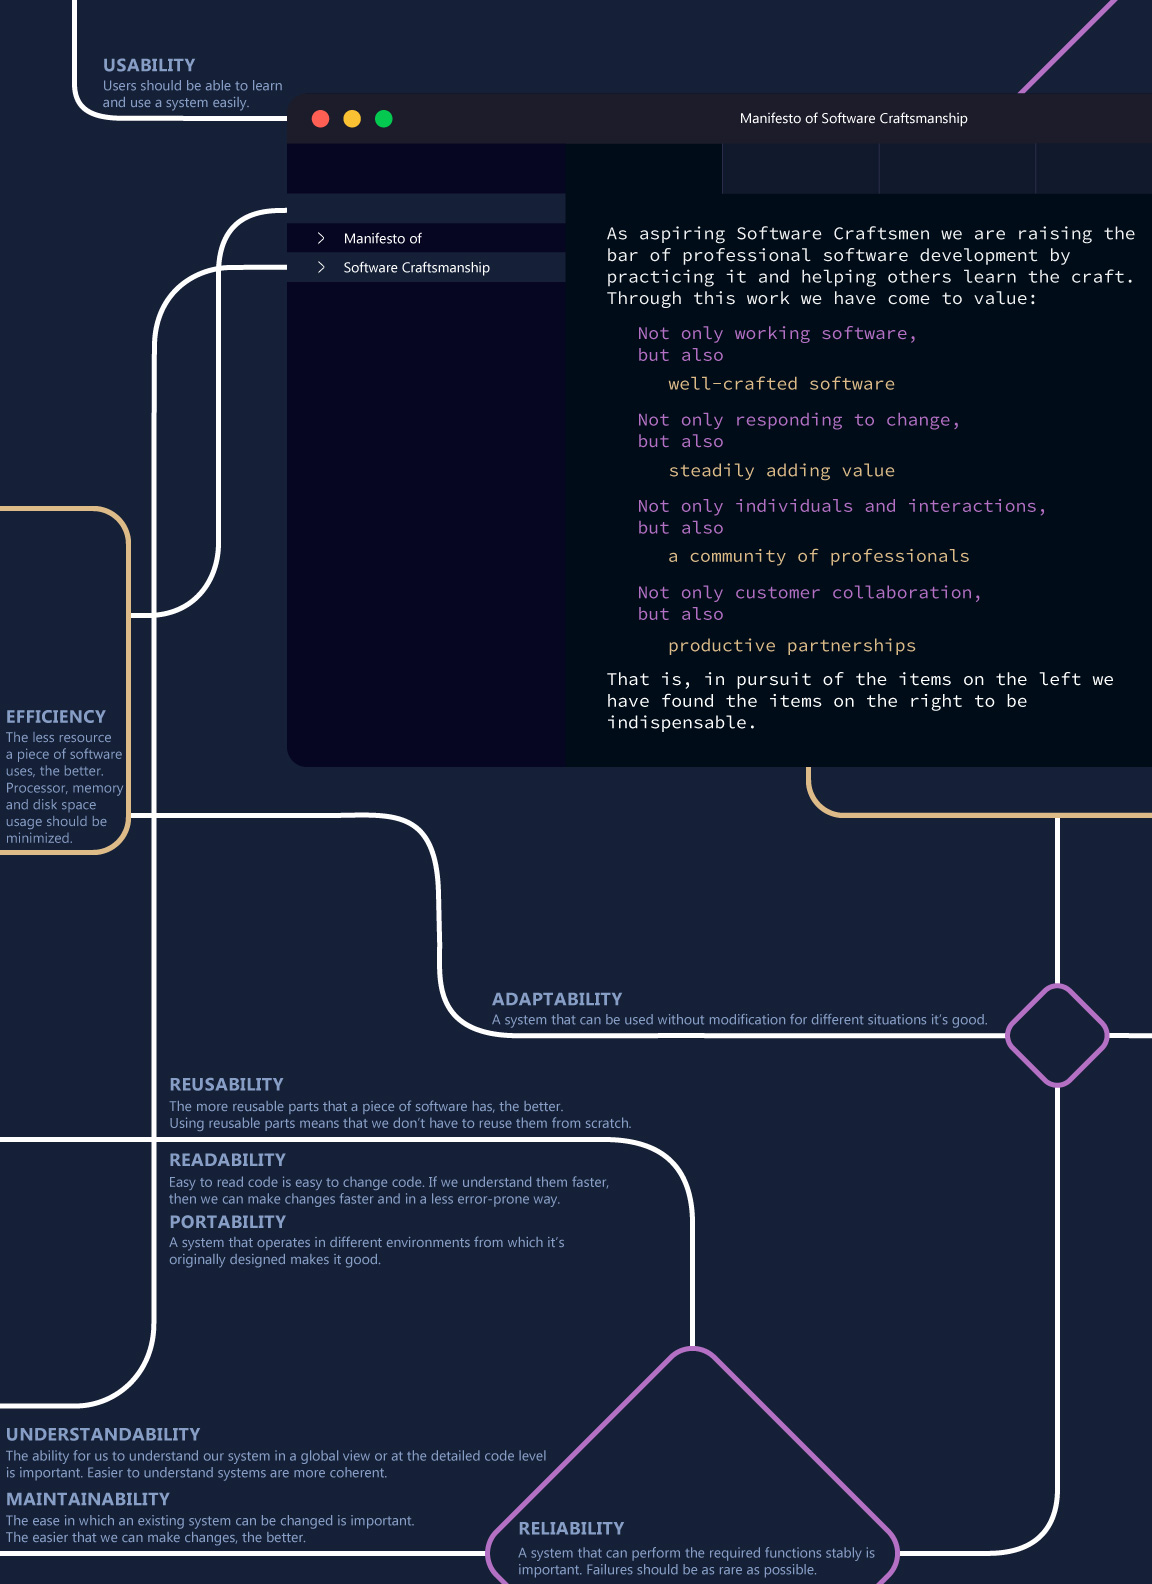 USABILITY
Users should be able to learn
and use a system easily.
Manifesto of Software Craftsmanship
Manifesto of
Software Craftsmanship
As aspiring Software Craftsmen we are raising the
bar of professional software development by
practicing it and helping others learn the craft.
Through this work we have come to value:
Not only working software,
but also
well-crafted software
Not only responding to change,
but also
steadily adding value
Not only individuals and interactions,
but also
a community of professionals
Not only customer collaboration,
but also
productive partnerships
That is, in pursuit of the items on the left we
have found the items on the right to be
indispensable.
EFFICIENCY
The less resource
a piece of software
uses, the better.
Processor, memory
and disk space
usage should be
minimized.
ADAPTABILITY
A system that can be used without modification for different situations it's good.
REUSABILITY
The more reusable parts that a piece of software has, the better.
Using reusable parts means that we don't have to reuse them from scratch.
READABILITY
Easy to read code is easy to change code. If we understand them faster,
then we can make changes faster and in a less error-prone way.
PORTABILITY
A system that operates in different environments from which it's
originally designed makes it good.
UNDERSTANDABILITY
The ability for us to understand our system in a global view or at the detailed code level
is important. Easier to understand systems are more coherent.
MAINTAINABILITY
The ease in which an existing system can be changed is important.
The easier that we can make changes, the better.
RELIABILITY
A system that can perform the required functions stably is
important. Failures should be as rare as possible.